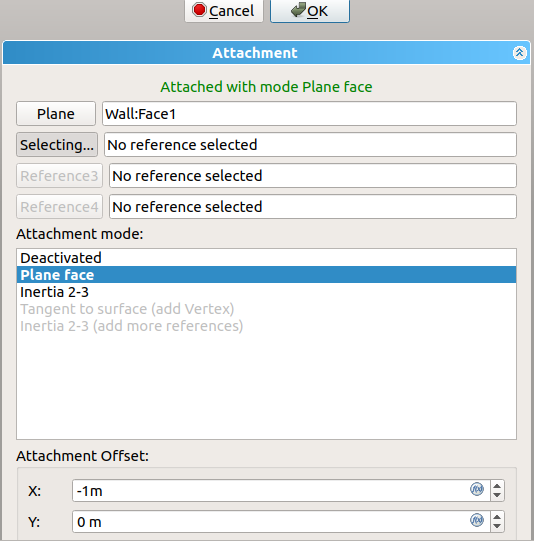 Cancel OK
Attachment
Attached with mode Plane face
Plane Wall:Face1
Selecting... No reference selected
Reference3 No reference selected
Reference4 No reference selected
Attachment mode:
Deactivated
Plane face
Inertia 2-3
Tangent to surface (add Vertex)
Inertia 2-3 (add more references)
Attachment Offset:
X: -1m f(x)
Y: 0 m f(x)